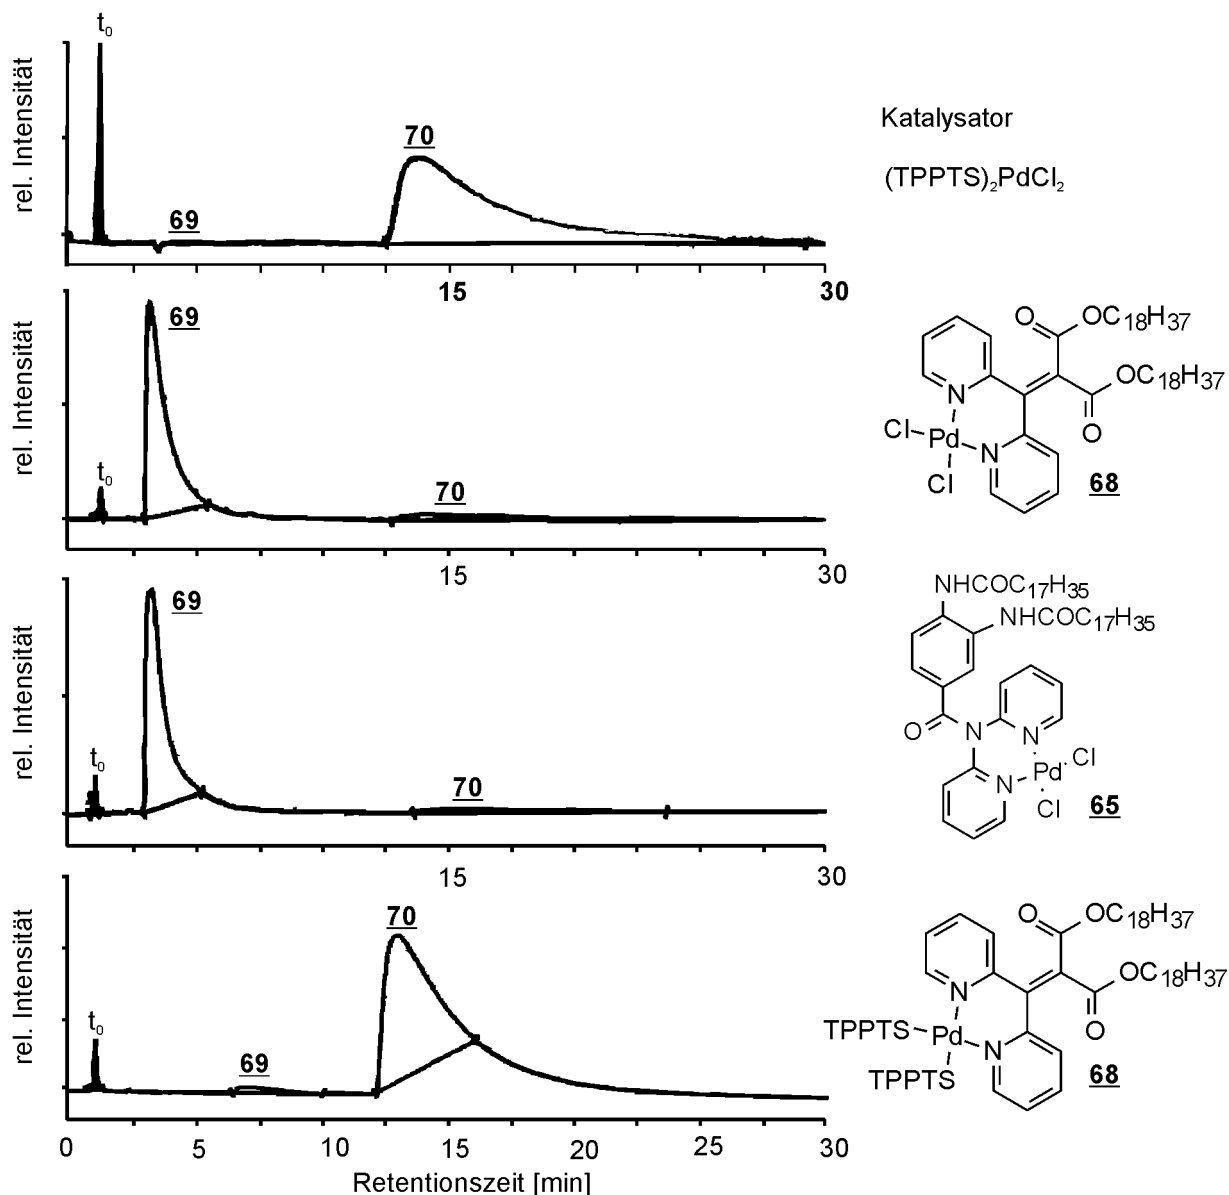 t0
rel. Intensität
69
70
Katalysator
(TPPTS)2PdCl2
15
30
rel. Intensität
t0
69
70
15
30
O
OC18H37
OC18H37
O
N
Cl
Pd
N
Cl
68
rel. Intensität
t0
69
70
15
30
NHCOC17H35
NHCOC17H35
O
N
N
Pd
Cl
N
Cl
65
rel. Intensität
t0
69
70
O
OC18H37
OC18H37
O
N
TPPTS
Pd
N
TPPTS
68
0
5
10
15
20
25
30
Retentionszeit [min]